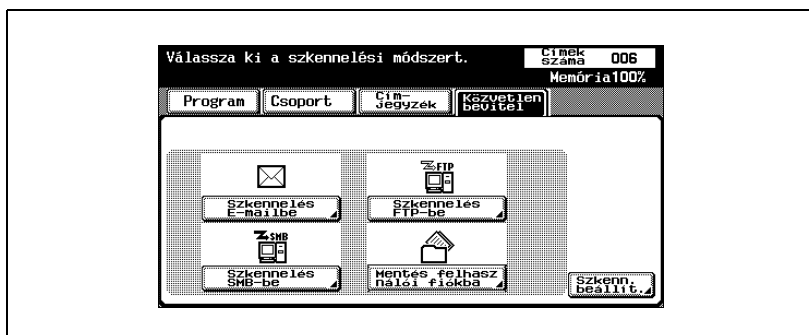 Válassza ki a szkennelési módszert.
Címek
száma 006
Memória100%
Program
Csoport
Cím-
jegyzék
Közvetlen
bevitel
FTP
Szkennelés
E-mailbe
Szkennelés
FTP-be
SMB
Szkennelés
SMB-be
Mentés felhasz
nálói fiókba
Szkenn.
beállít.